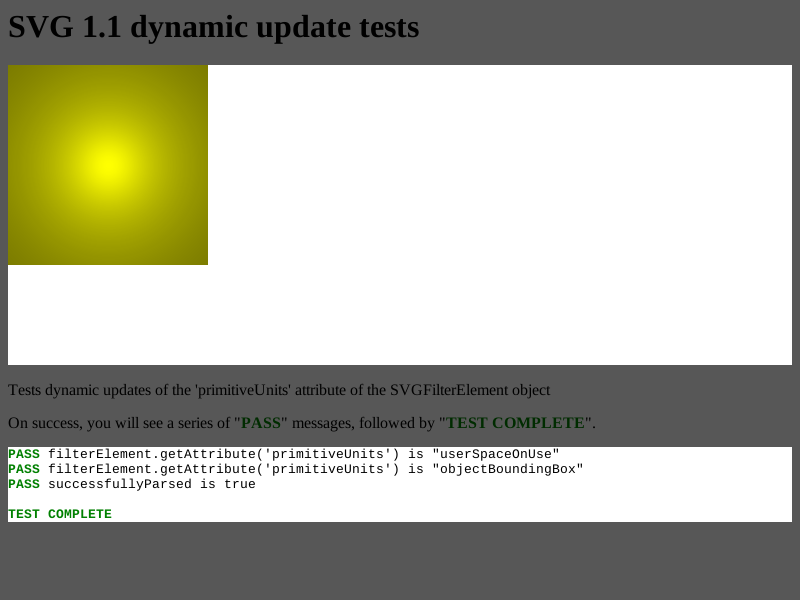 SVG 1.1 dynamic update tests
Tests dynamic updates of the 'primitiveUnits' attribute of the SVGFilterElement object
On success, you will see a series of "PASS" messages, followed by "TEST COMPLETE".
PASS filterElement.getAttribute('primitiveUnits') is "userSpaceOnUse"
PASS filterElement.getAttribute('primitiveUnits') is "objectBoundingBox"
PASS successfullyParsed is true
TEST COMPLETE